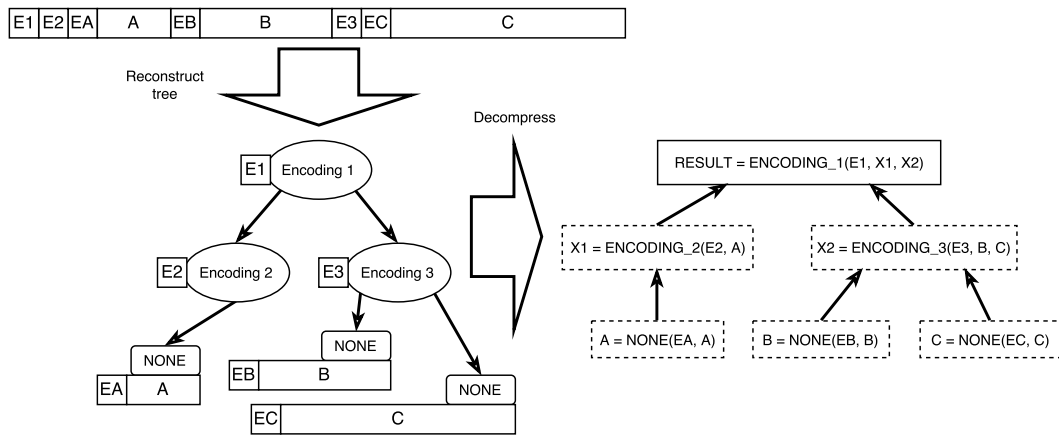 E1 E2 EA A EB B E3 EC C
Reconstruct
tree
Decompress
E1 Encoding 1
E2 Encoding 2
E3 Encoding 3
NONE
EA A
NONE
EB B
NONE
EC C
RESULT = ENCODING_1(E1, X1, X2)
X1 = ENCODING_2(E2, A)
X2 = ENCODING_3(E3, B, C)
A = NONE(EA, A)
B = NONE(EB, B)
C = NONE(EC, C)